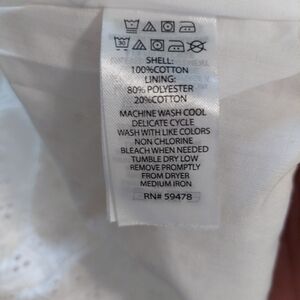 SHELL:
100%COTTON
LINING:
80% POLYESTER
20%COTTON
MACHINE WASH COOL
DELICATE CYCLE
WASH WITH LIKE COLORS
NON CHLORINE
BLEACH WHEN NEEDED
TUMBLE DRY LOW
REMOVE PROMPTLY
FROM DRYER
MEDIUM IRON
RN# 59478